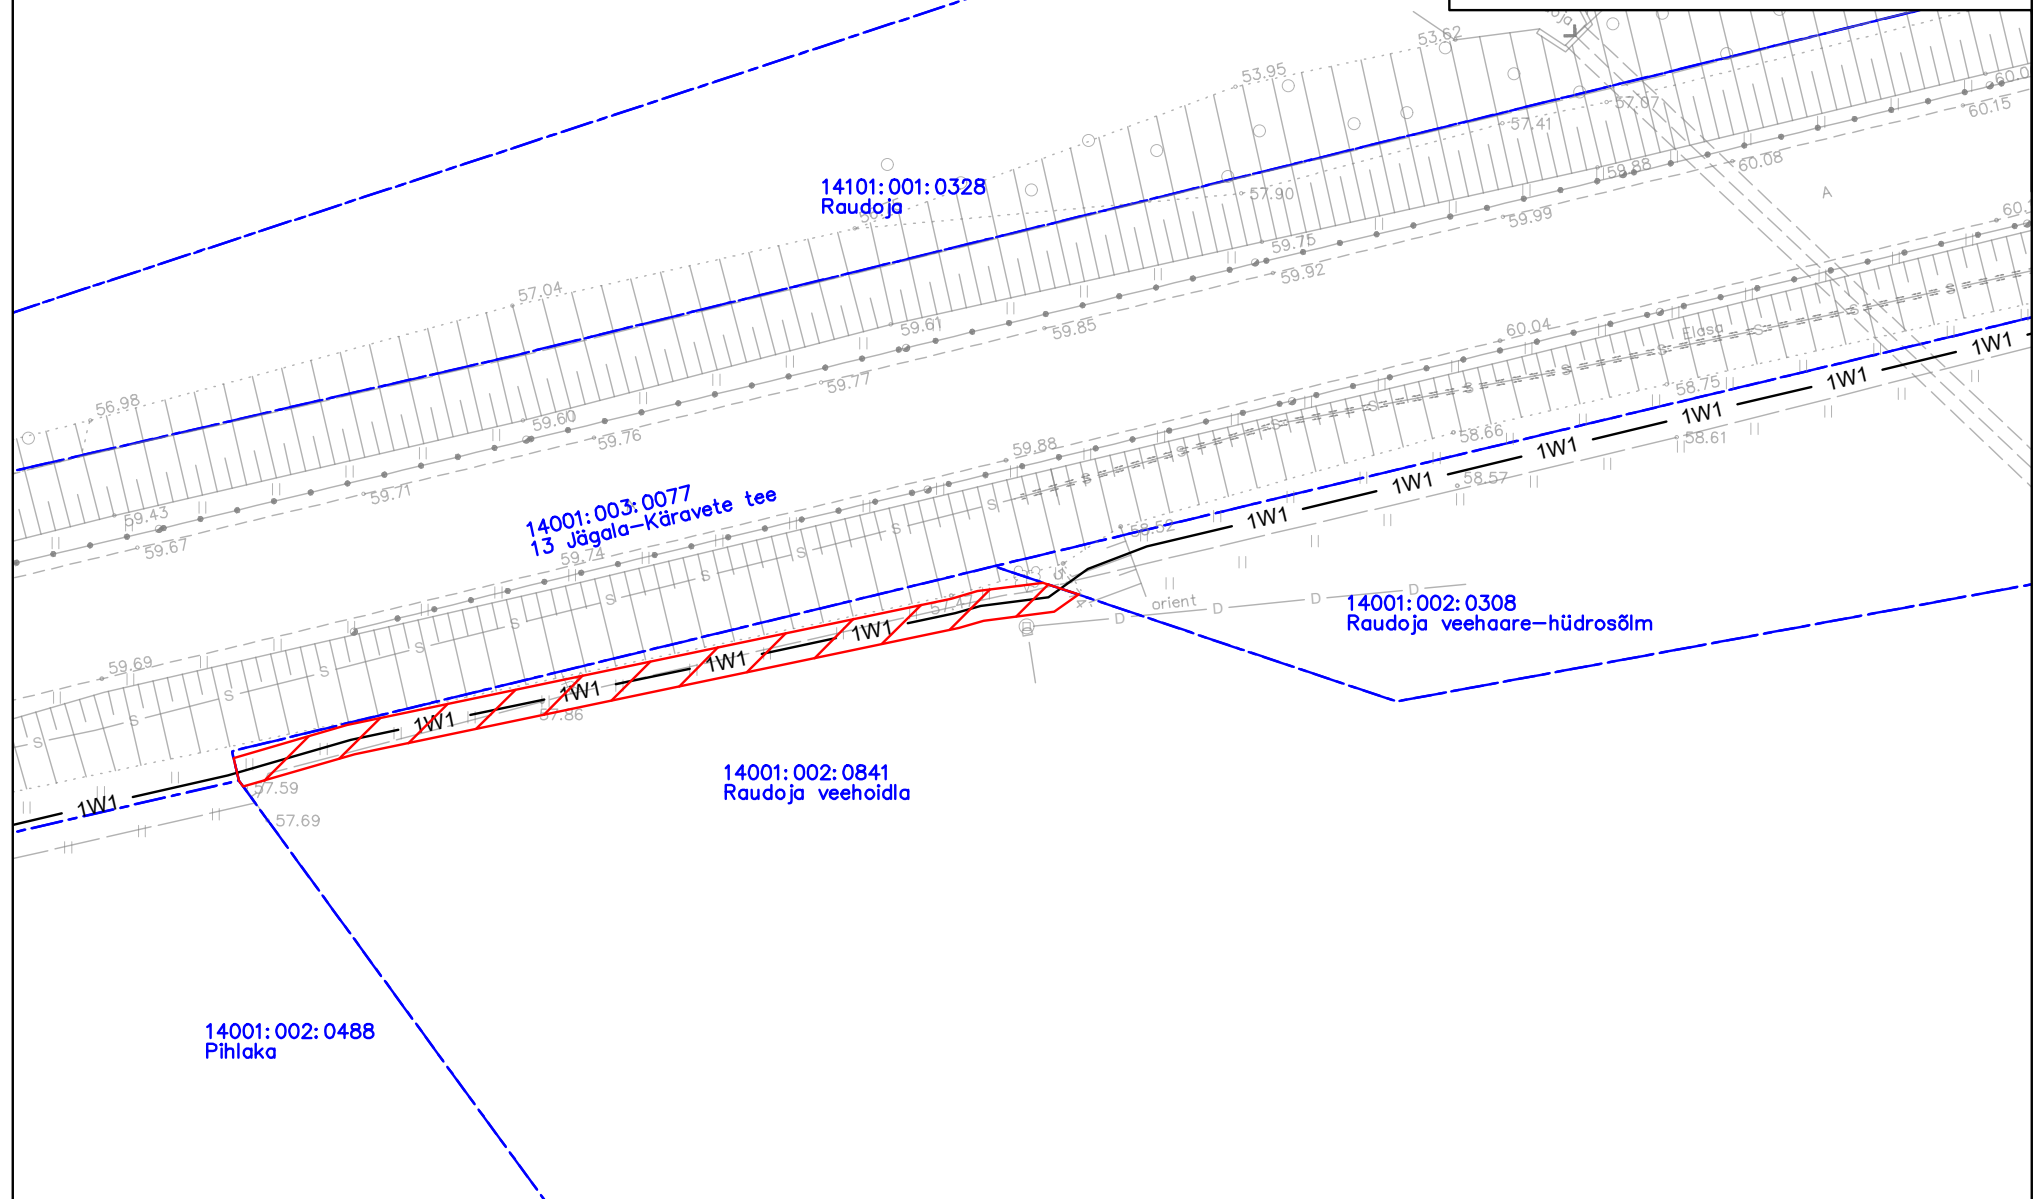 53.62
53.95
60.15
57.07
57.41
60.08
59.88
14101:001:0328
Raudoja
57.90
59.99
A
59.75
59.92
57.04
59.61
59.85
60.04
Elasa
1W1
59.77
1W1
58.75
56.98
59.60
59.76
1W1
58.66
58.61
59.88
1W1
59.71
58.57
1W1
14001:003:0077
13 Jägala-Käravete tee
59.43
59.67
59.74
58.52
1W1
orient
D D D D
14001:002:0308
Raudoja veehaare-hüdrosõlm
57.47
1W1
59.69
1W1
1W1
57.86
1W1
S S S S S S S S S S S
14001:002:0841
Raudoja veehoidla
57.59
1W1
57.69
14001:002:0488
Pihlaka